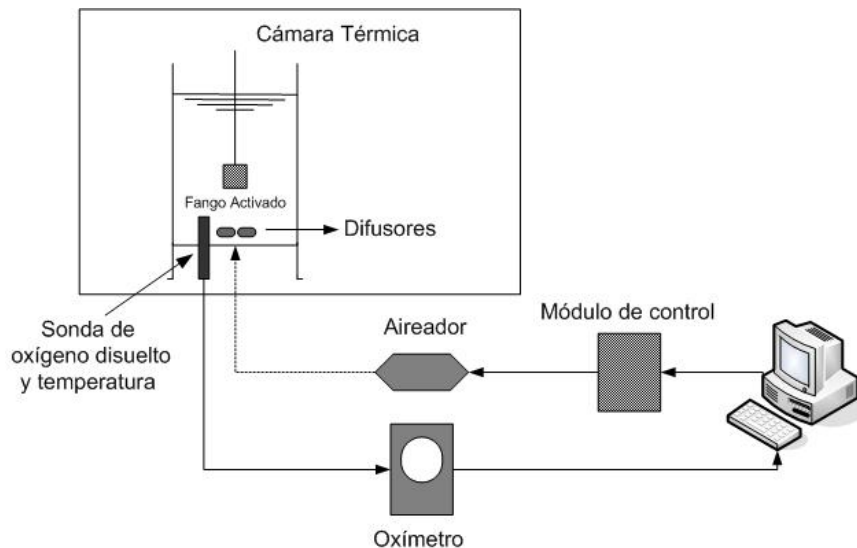 Cámara Térmica
Fango Activado
Difusores
Sonda de
oxígeno disuelto
y temperatura
Aireador
Módulo de control
Oxímetro